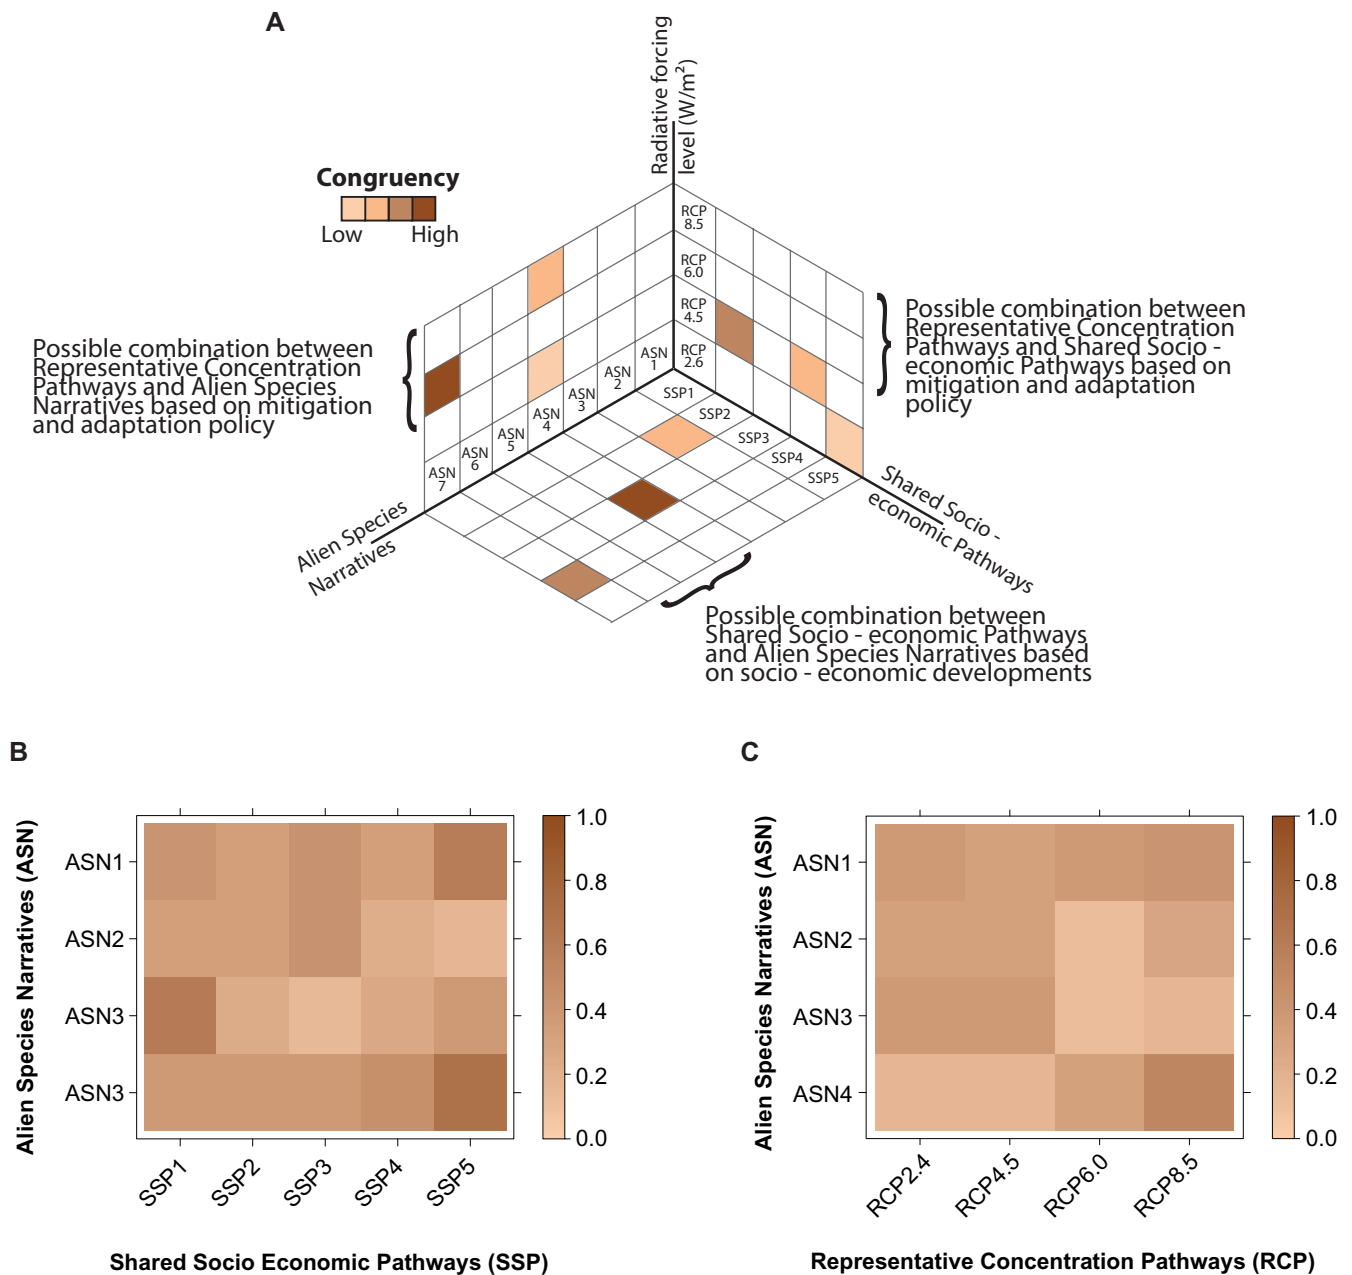 A
Radiative forcing
level (W/m²)
Congruency
Low High
RCP
8.5
RCP
6.0
RCP
4.5
RCP
2.6
ASN
1
ASN
2
ASN
3
ASN
4
ASN
5
ASN
6
ASN
7
SSP1
SSP2
SSP3
SSP4
SSP5
Possible combination between
Representative Concentration
Pathways and Alien Species
Narratives based on mitigation
and adaptation policy
Possible combination between
Representative Concentration
Pathways and Shared Socio -
economic Pathways based on
mitigation and adaptation
policy
Alien Species
Narratives
Shared Socio -
economic Pathways
Possible combination between
Shared Socio - economic Pathways
and Alien Species Narratives based
on socio - economic developments
B
Alien Species Narratives (ASN)
ASN1
ASN2
ASN3
ASN3
1.0
0.8
0.6
0.4
0.2
0.0
SSP1
SSP2
SSP3
SSP4
SSP5
Shared Socio Economic Pathways (SSP)
C
Alien Species Narratives (ASN)
ASN1
ASN2
ASN3
ASN4
1.0
0.8
0.6
0.4
0.2
0.0
RCP2.4
RCP4.5
RCP6.0
RCP8.5
Representative Concentration Pathways (RCP)